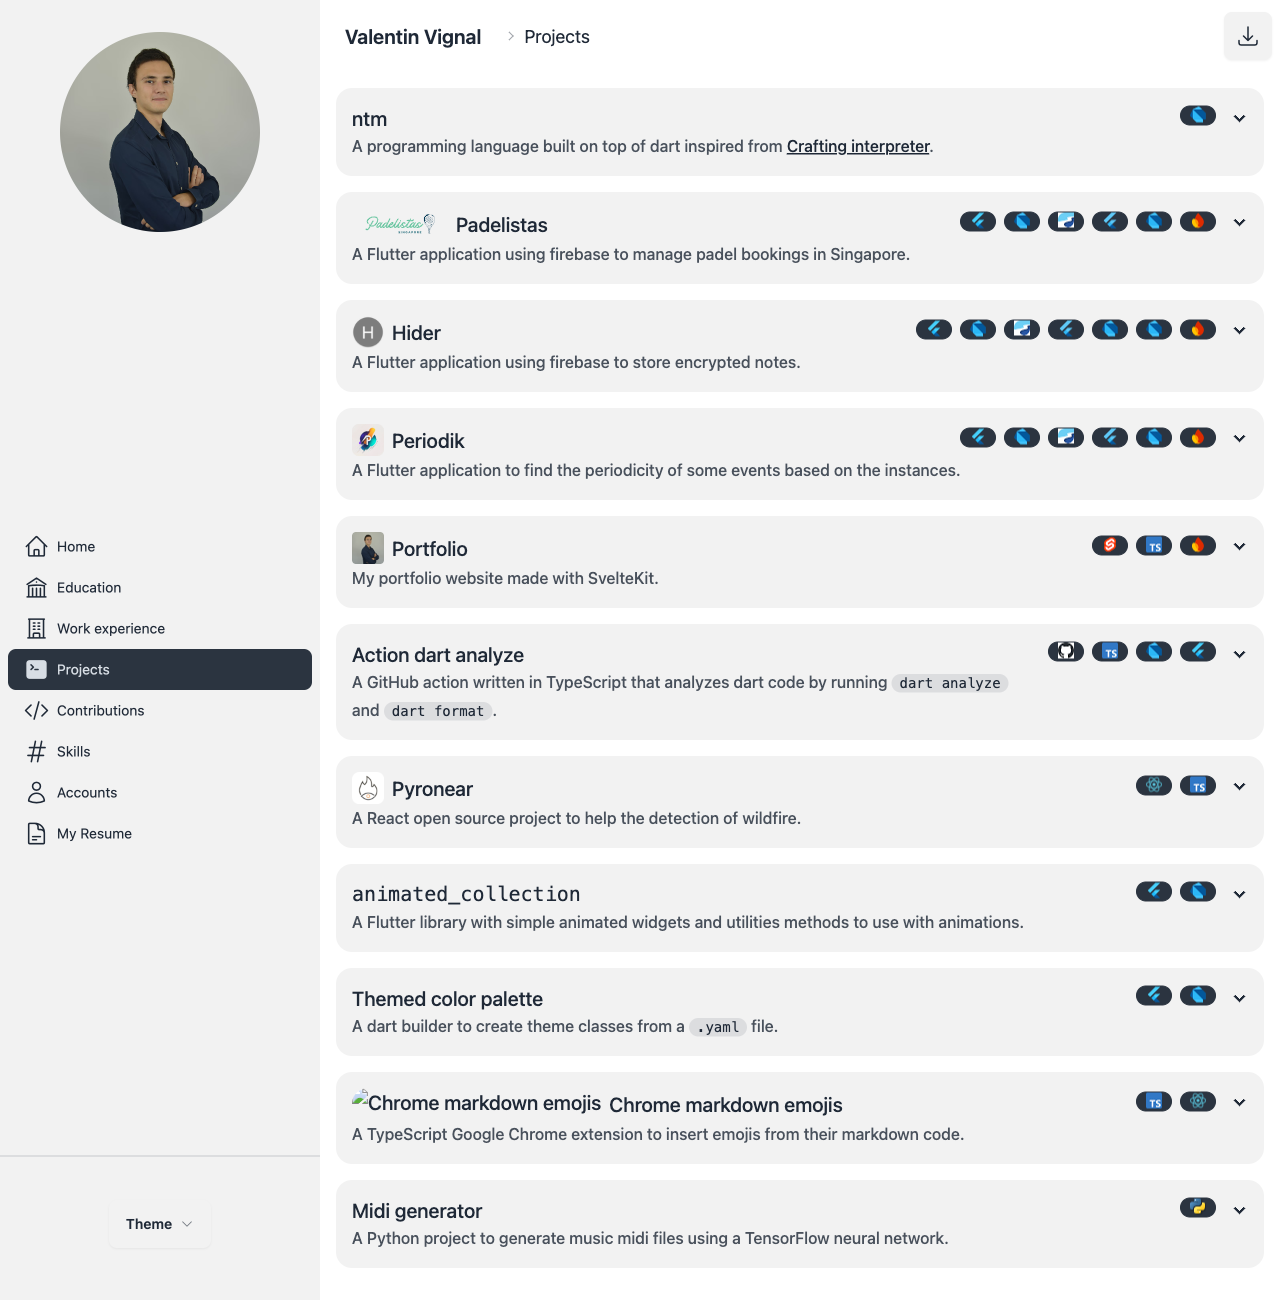 Valentin Vignal
Projects
ntm
A programming language built on top of dart inspired from Crafting interpreter.
Padelistas
SINGAPORE
Padelistas
A Flutter application using firebase to manage padel bookings in Singapore.
H
Hider
A Flutter application using firebase to store encrypted notes.
Periodik
A Flutter application to find the periodicity of some events based on the instances.
Portfolio
TS
My portfolio website made with SvelteKit.
Home
Education
Work experience
Projects
Contributions
Skills
Accounts
My Resume
Action dart analyze
TS
A GitHub action written in TypeScript that analyzes dart code by running dart analyze
and dart format.
Pyronear
TS
A React open source project to help the detection of wildfire.
animated_collection
A Flutter library with simple animated widgets and utilities methods to use with animations.
Themed color palette
A dart builder to create theme classes from a .yaml file.
Chrome markdown emojis Chrome markdown emojis
TS
A TypeScript Google Chrome extension to insert emojis from their markdown code.
Theme
Midi generator
A Python project to generate music midi files using a TensorFlow neural network.